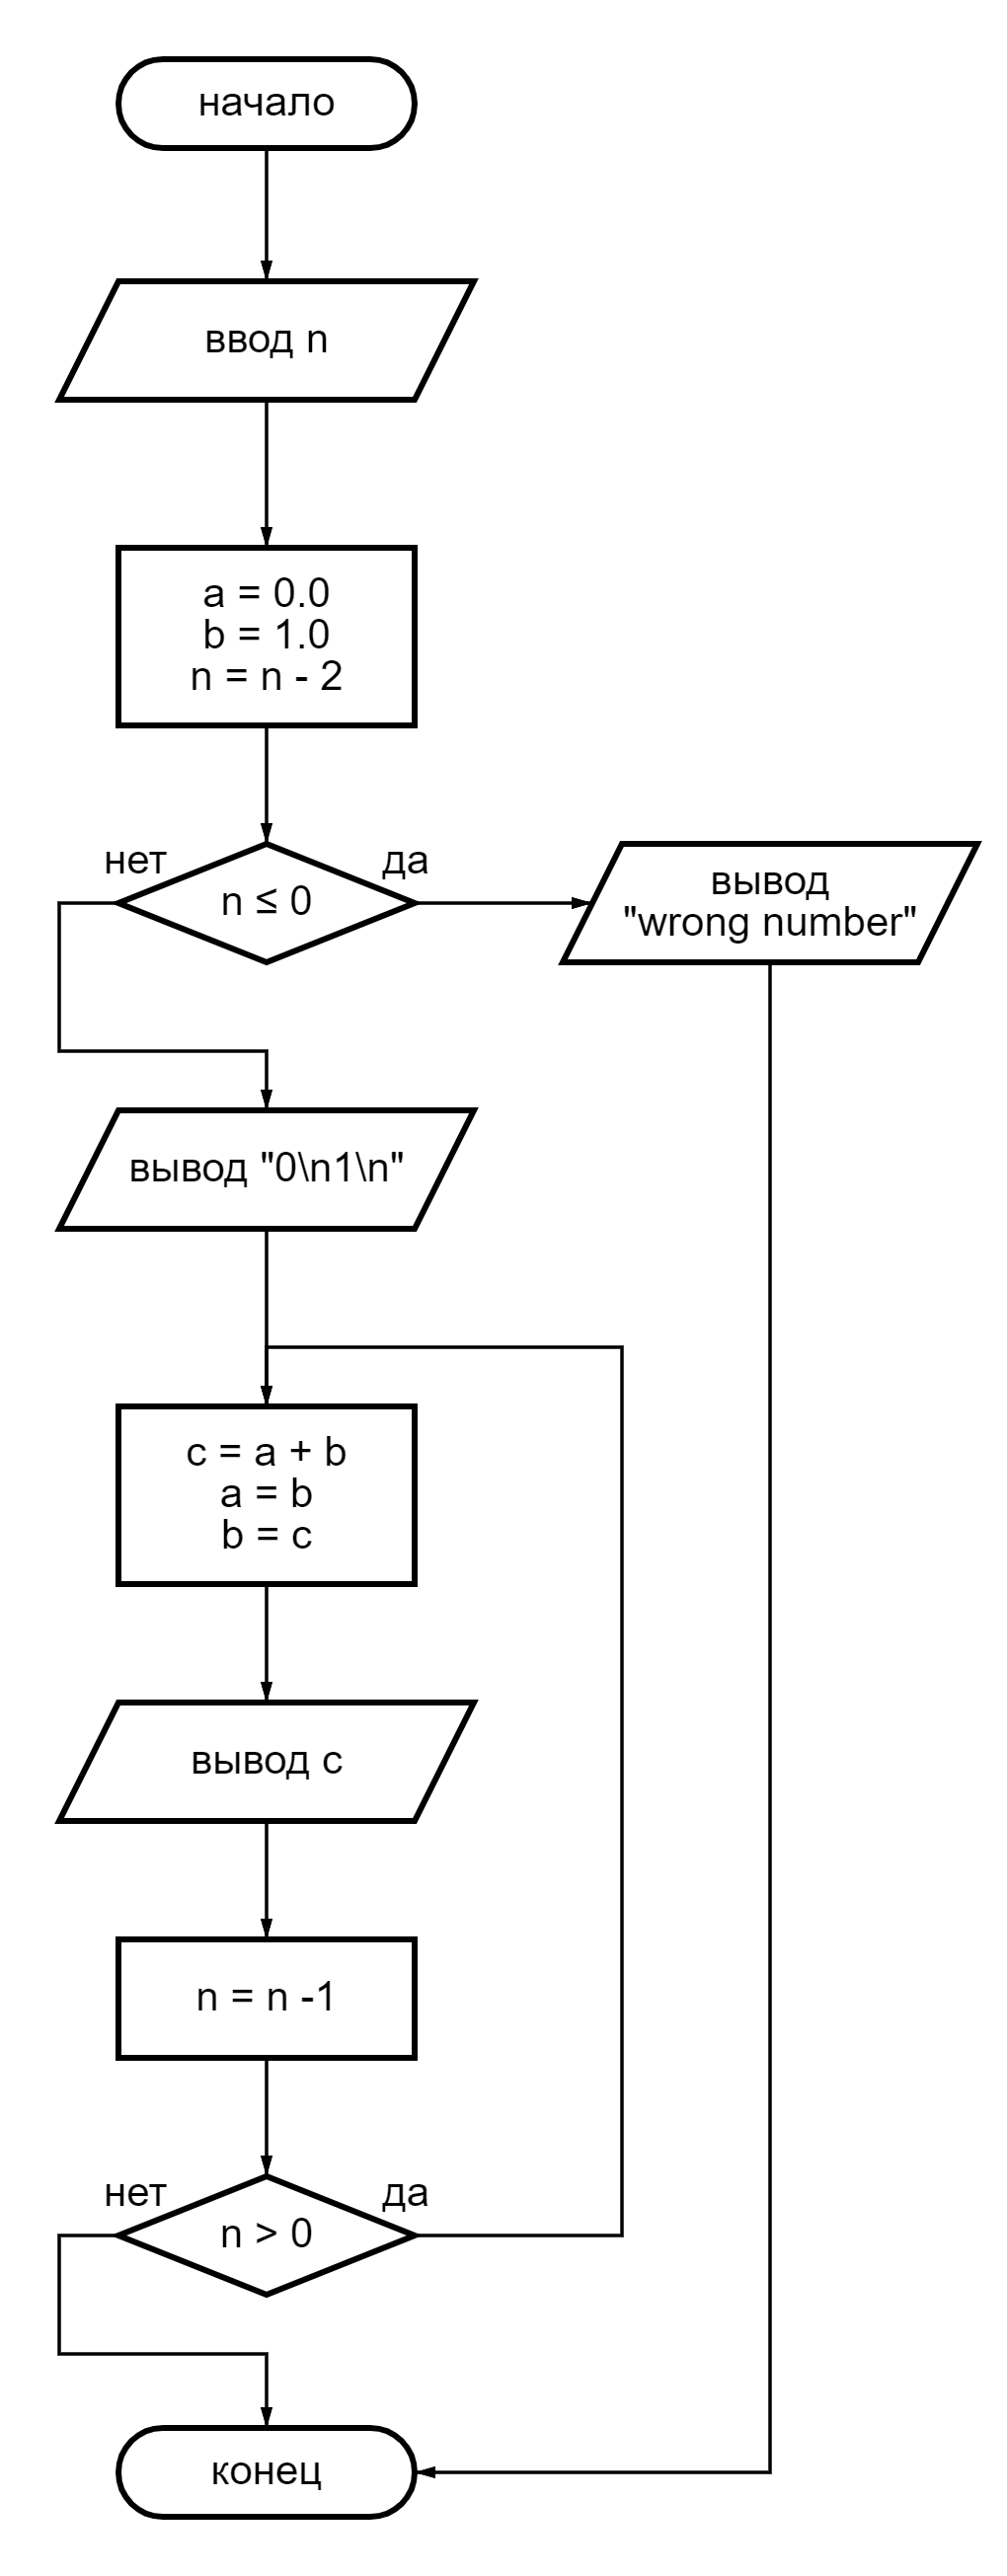 начало
ввод n
a = 0.0
b = 1.0
n = n - 2
нет
да
n ≤ 0
вывод
"wrong number"
вывод "0\n1\n"
c = a + b
a = b
b = c
вывод c
n = n -1
нет
да
n > 0
конец